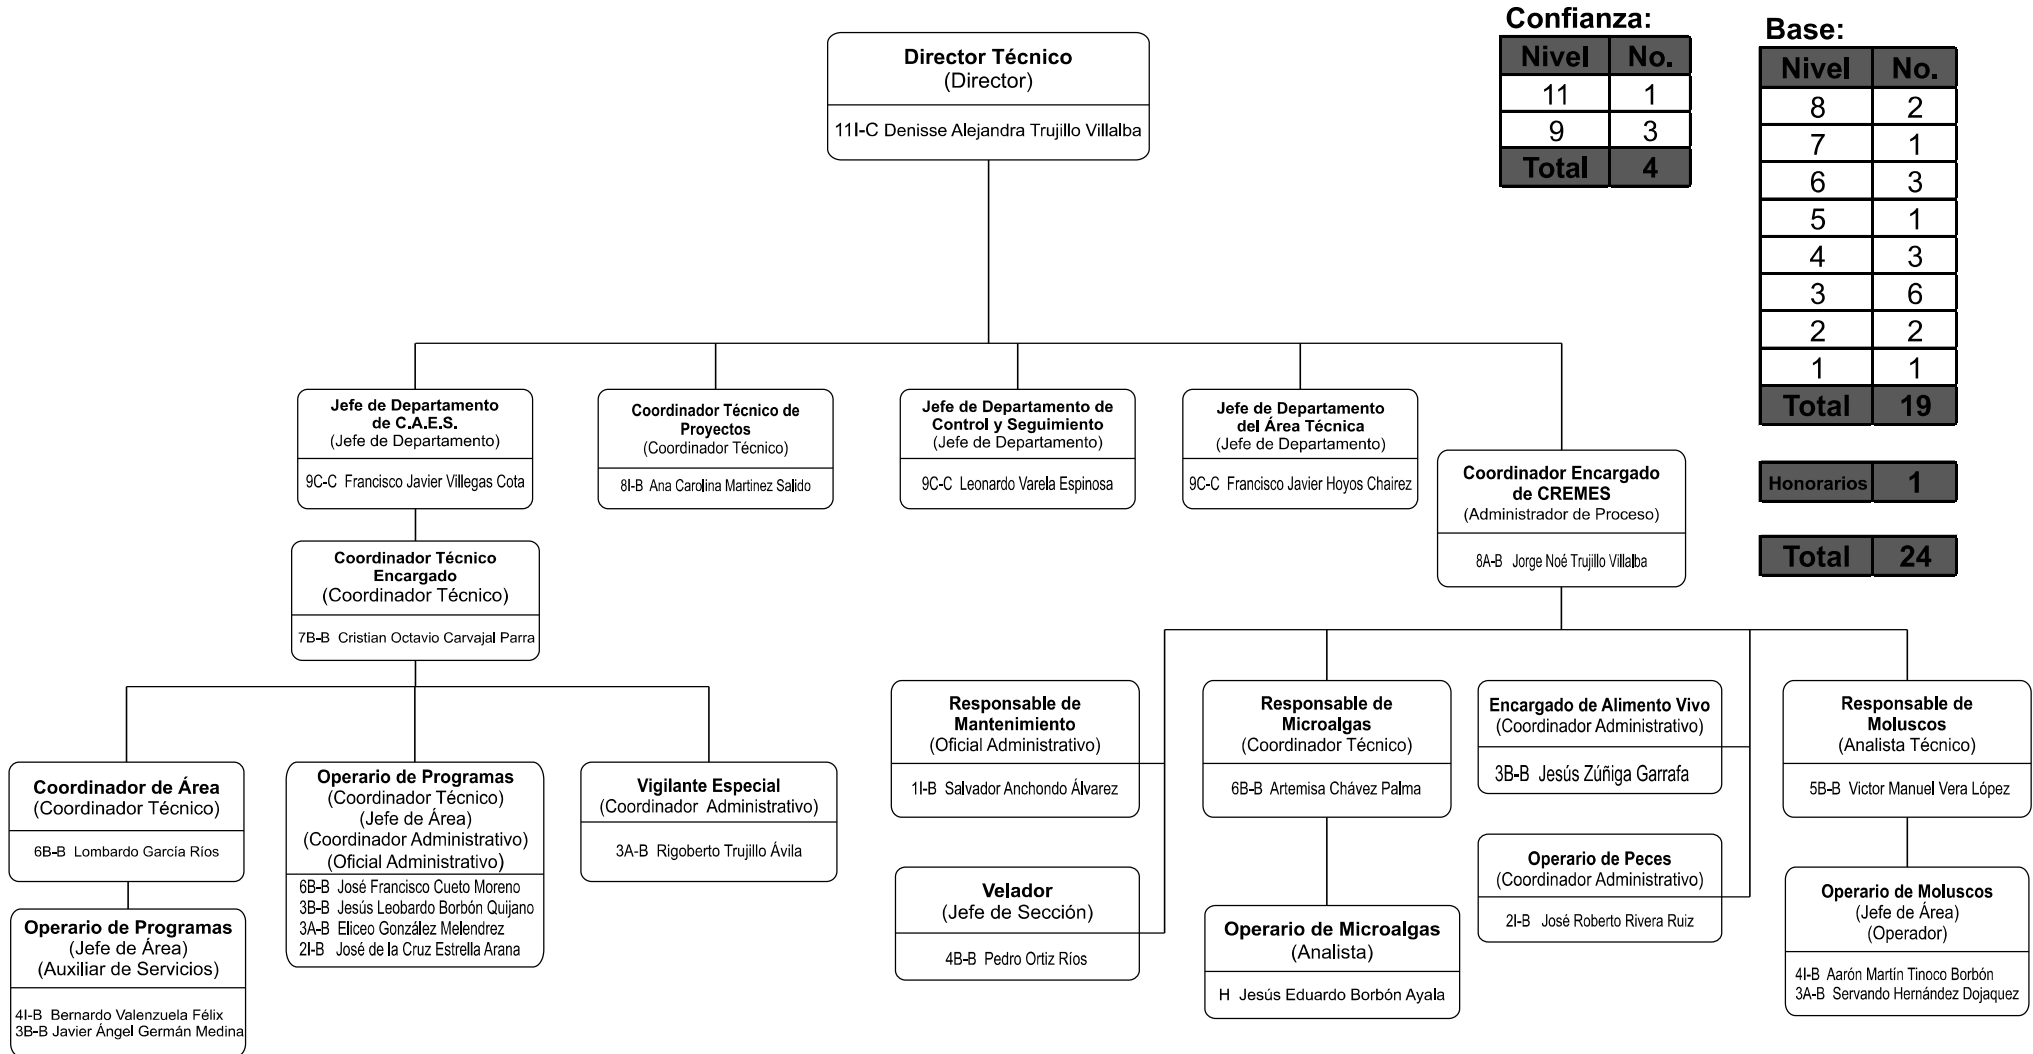 Director Técnico
(Director)
11I-C Denisse Alejandra Trujillo Villalba
Confianza:
Nivel No.
11 1
9 3
Total 4
Base:
Nivel No.
8 2
7 1
6 3
5 1
4 3
3 6
2 2
1 1
Total 19
Honorarios 1
Total 24
Jefe de Departamento
de C.A.E.S.
(Jefe de Departamento)
9C-C Francisco Javier Villegas Cota
Coordinador Técnico de
Proyectos
(Coordinador Técnico)
8I-B Ana Carolina Martinez Salido
Jefe de Departamento de
Control y Seguimiento
(Jefe de Departamento)
9C-C Leonardo Varela Espinosa
Jefe de Departamento
del Área Técnica
(Jefe de Departamento)
9C-C Francisco Javier Hoyos Chairez
Coordinador Encargado
de CREMES
(Administrador de Proceso)
8A-B Jorge Noé Trujillo Villalba
Coordinador Técnico
Encargado
(Coordinador Técnico)
7B-B Cristian Octavio Carvajal Parra
Coordinador de Área
(Coordinador Técnico)
6B-B Lombardo García Ríos
Operario de Programas
(Jefe de Área)
(Auxiliar de Servicios)
4I-B Bernardo Valenzuela Félix
3B-B Javier Ángel Germán Medina
Operario de Programas
(Coordinador Técnico)
(Jefe de Área)
(Coordinador Administrativo)
(Oficial Administrativo)
6B-B José Francisco Cueto Moreno
3B-B Jesús Leobardo Borbón Quijano
3A-B Eliceo González Melendrez
2I-B José de la Cruz Estrella Arana
Vigilante Especial
(Coordinador Administrativo)
3A-B Rigoberto Trujillo Ávila
Responsable de
Mantenimiento
(Oficial Administrativo)
1I-B Salvador Anchondo Álvarez
Velador
(Jefe de Sección)
4B-B Pedro Ortiz Ríos
Responsable de
Microalgas
(Coordinador Técnico)
6B-B Artemisa Chávez Palma
Operario de Microalgas
(Analista)
H Jesús Eduardo Borbón Ayala
Encargado de Alimento Vivo
(Coordinador Administrativo)
3B-B Jesús Zúñiga Garrafa
Operario de Peces
(Coordinador Administrativo)
2I-B José Roberto Rivera Ruiz
Responsable de
Moluscos
(Analista Técnico)
5B-B Victor Manuel Vera López
Operario de Moluscos
(Jefe de Área)
(Operador)
4I-B Aarón Martín Tinoco Borbón
3A-B Servando Hernández Dojaquez